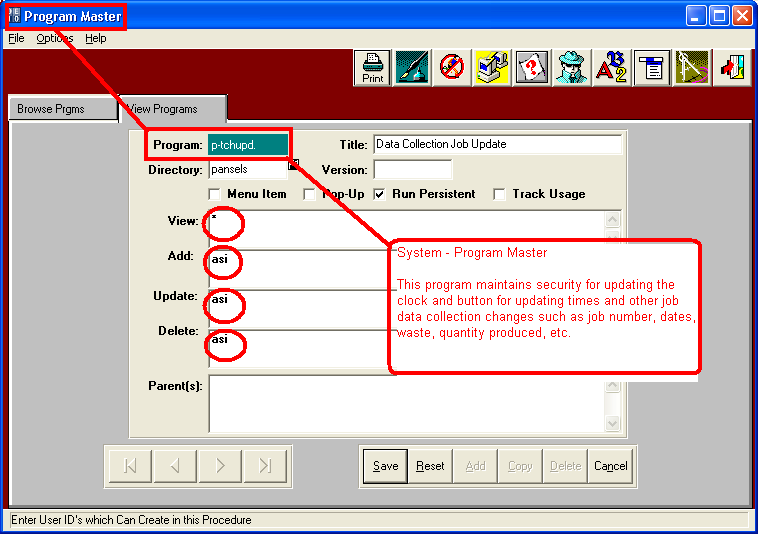 Program Master
File Options Help
Print
Browse Prgms View Programs
Program: p-tchupd. Title: Data Collection Job Update
Directory: pansels Version:
Menu Item Pop-Up Run Persistent Track Usage
View: *
Add: asi
Update: asi
Delete: asi
System - Program Master
This program maintains security for updating the
clock and button for updating times and other job
data collection changes such as job number, dates,
waste, quantity produced, etc.
Parent(s):
Save Reset Add Copy Delete Cancel
Enter User ID's which Can Create in this Procedure